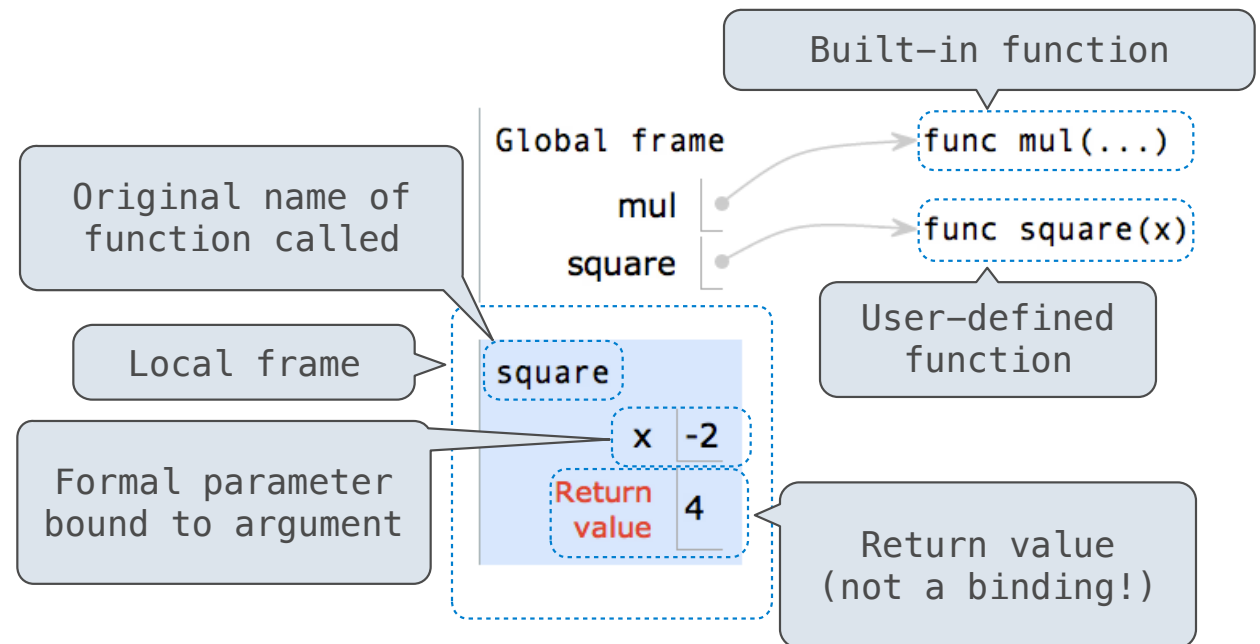 Built-in function
Global frame
func mul(...)
Original name of
function called
mul
func square(x)
square
User-defined
function
Local frame
square
x -2
Formal parameter
bound to argument
Return
value
4
Return value
(not a binding!)